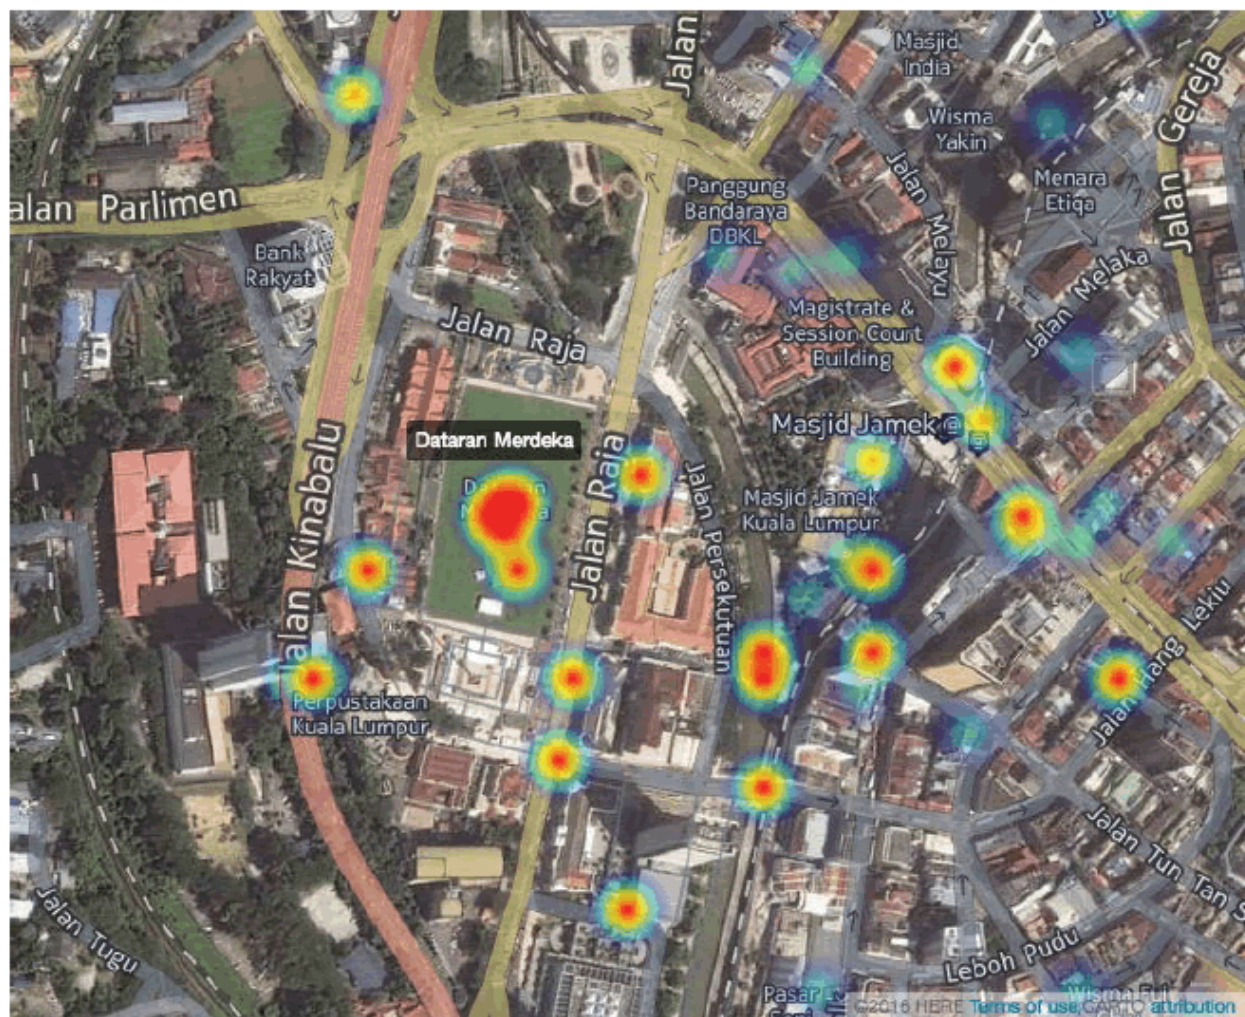 Jalan
Masjid
India
Wisma
Yakin
Jalan Gereja
Menara
Etiqa
Jalan Melayu
Panggung
Bandaraya
DBKL
alan Parlimen
Bank
Rakyat
Jalan Melaka
Magistrate &
Session Court
Building
Jalan Raja
Masjid Jamek
Dataran Merdeka
Jalan Raja
Jalan Kinabalu
Masjid Jamek
Kuala Lumpur
Jalan Persekutuan
Jalan Hang Lekiu
Perpustakaan
Kuala Lumpur
Jalan Tun Tan S
Jalan Tugu
Leboh Pudu
Pasar
Wisma Ful
©2016 HERE Terms of use, CARTO attribution